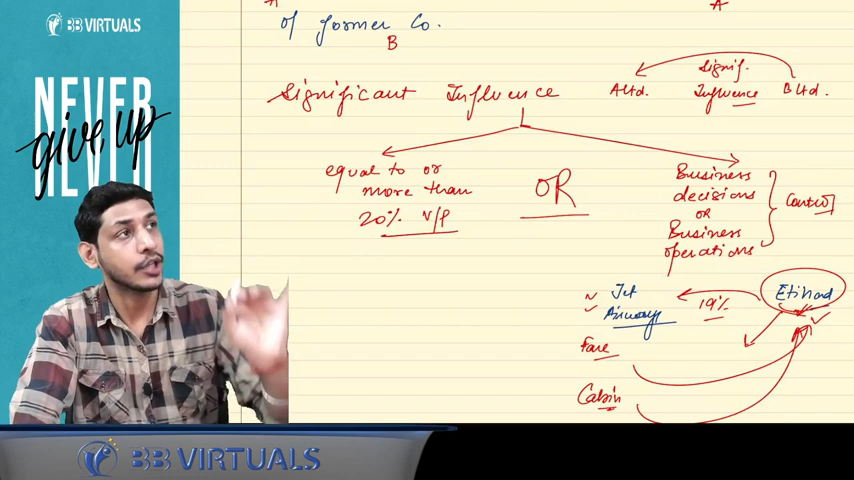 BB VIRTUALS
NEVER
give up
NEVER
A
A
of former Co.
B
Significant Influence
A Ltd.
Signif.
Influence
B Ltd.
equal to or
more than
20% V/P
OR
Business
decisions
OR
Business
operations
Control
Jet
Airways
19%
Etihad
Fare
Cabin
BB VIRTUALS